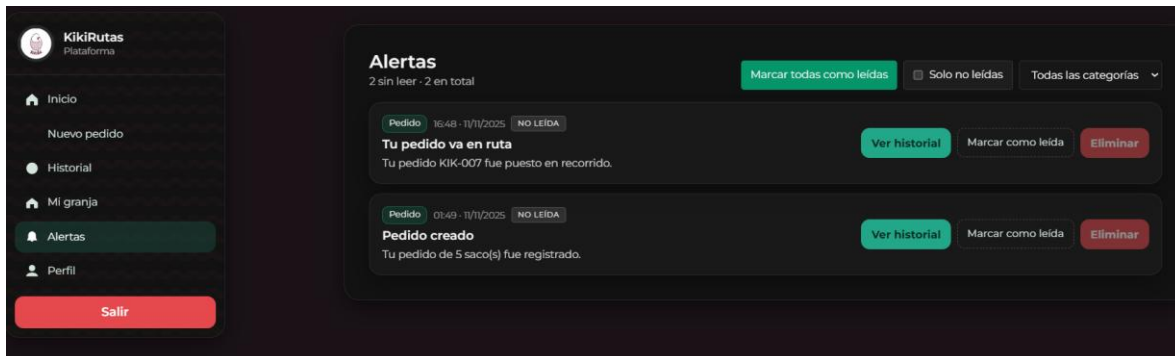 KikiRutas
Plataforma
Inicio
Nuevo pedido
Historial
Mi granja
Alertas
Perfil
Salir
Alertas
2 sin leer · 2 en total
Marcar todas como leídas
Solo no leídas
Todas las categorías
Pedido 16:48 · 11/11/2025 NO LEÍDA
Tu pedido va en ruta
Tu pedido KIK-007 fue puesto en recorrido.
Ver historial
Marcar como leída
Eliminar
Pedido 01:49 · 11/11/2025 NO LEÍDA
Pedido creado
Tu pedido de 5 saco(s) fue registrado.
Ver historial
Marcar como leída
Eliminar